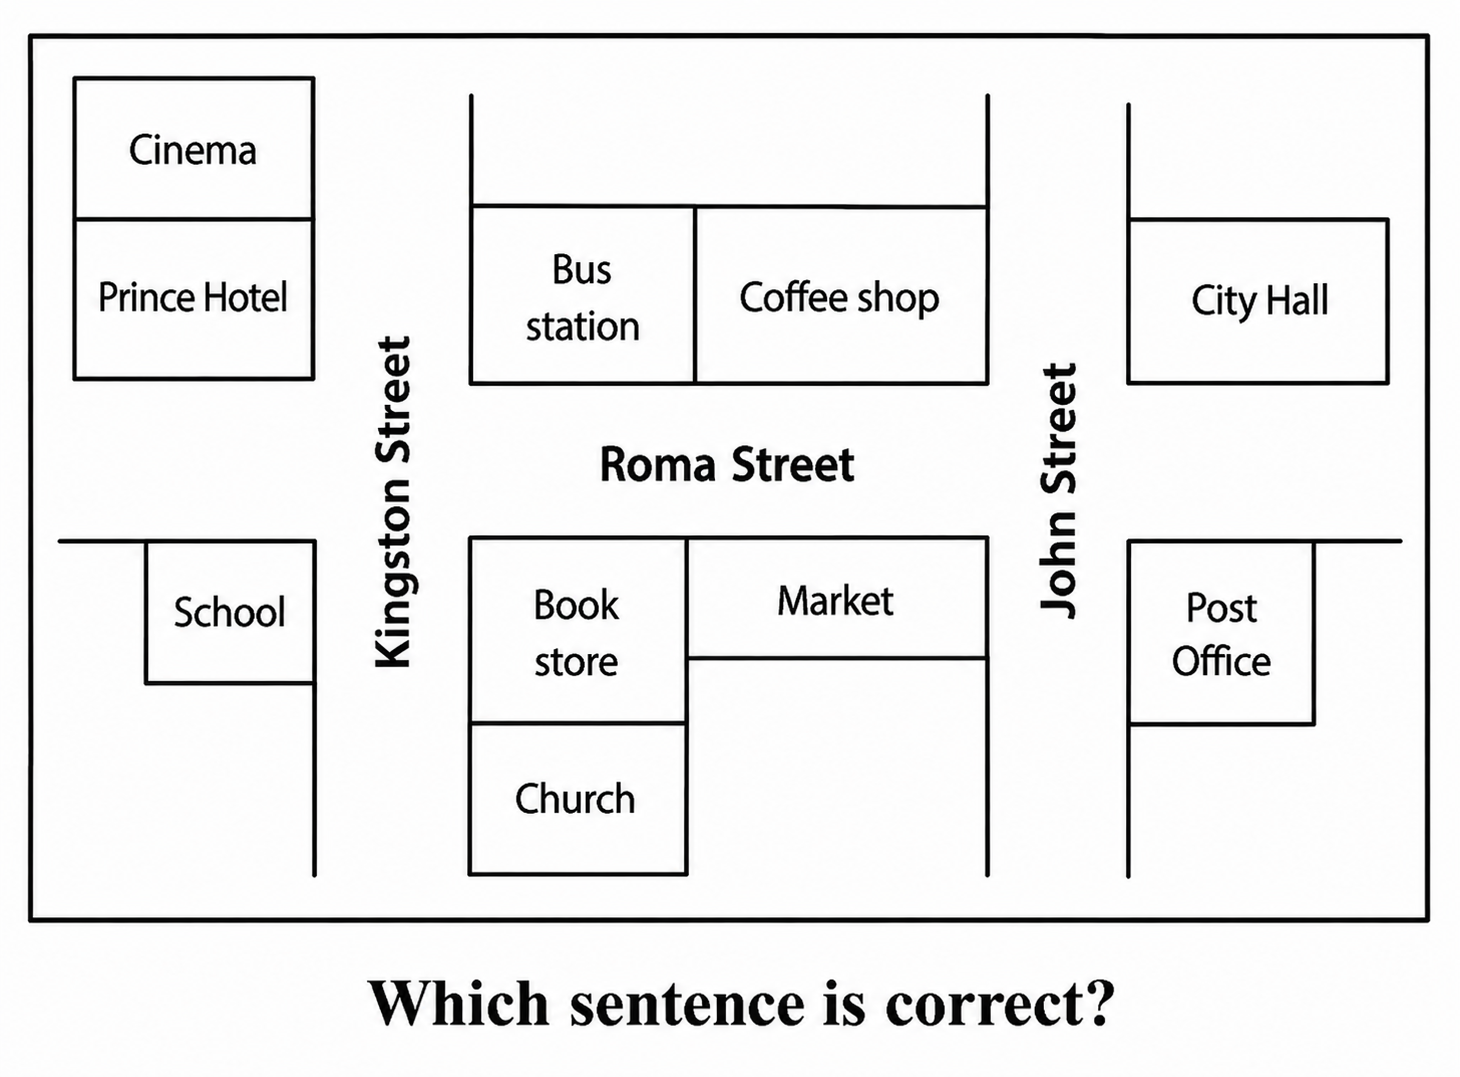 Cinema
Prince Hotel
Bus
station
Coffee shop
City Hall
Kingston Street
Roma Street
John Street
School
Book
store
Market
Post
Office
Church
Which sentence is correct?